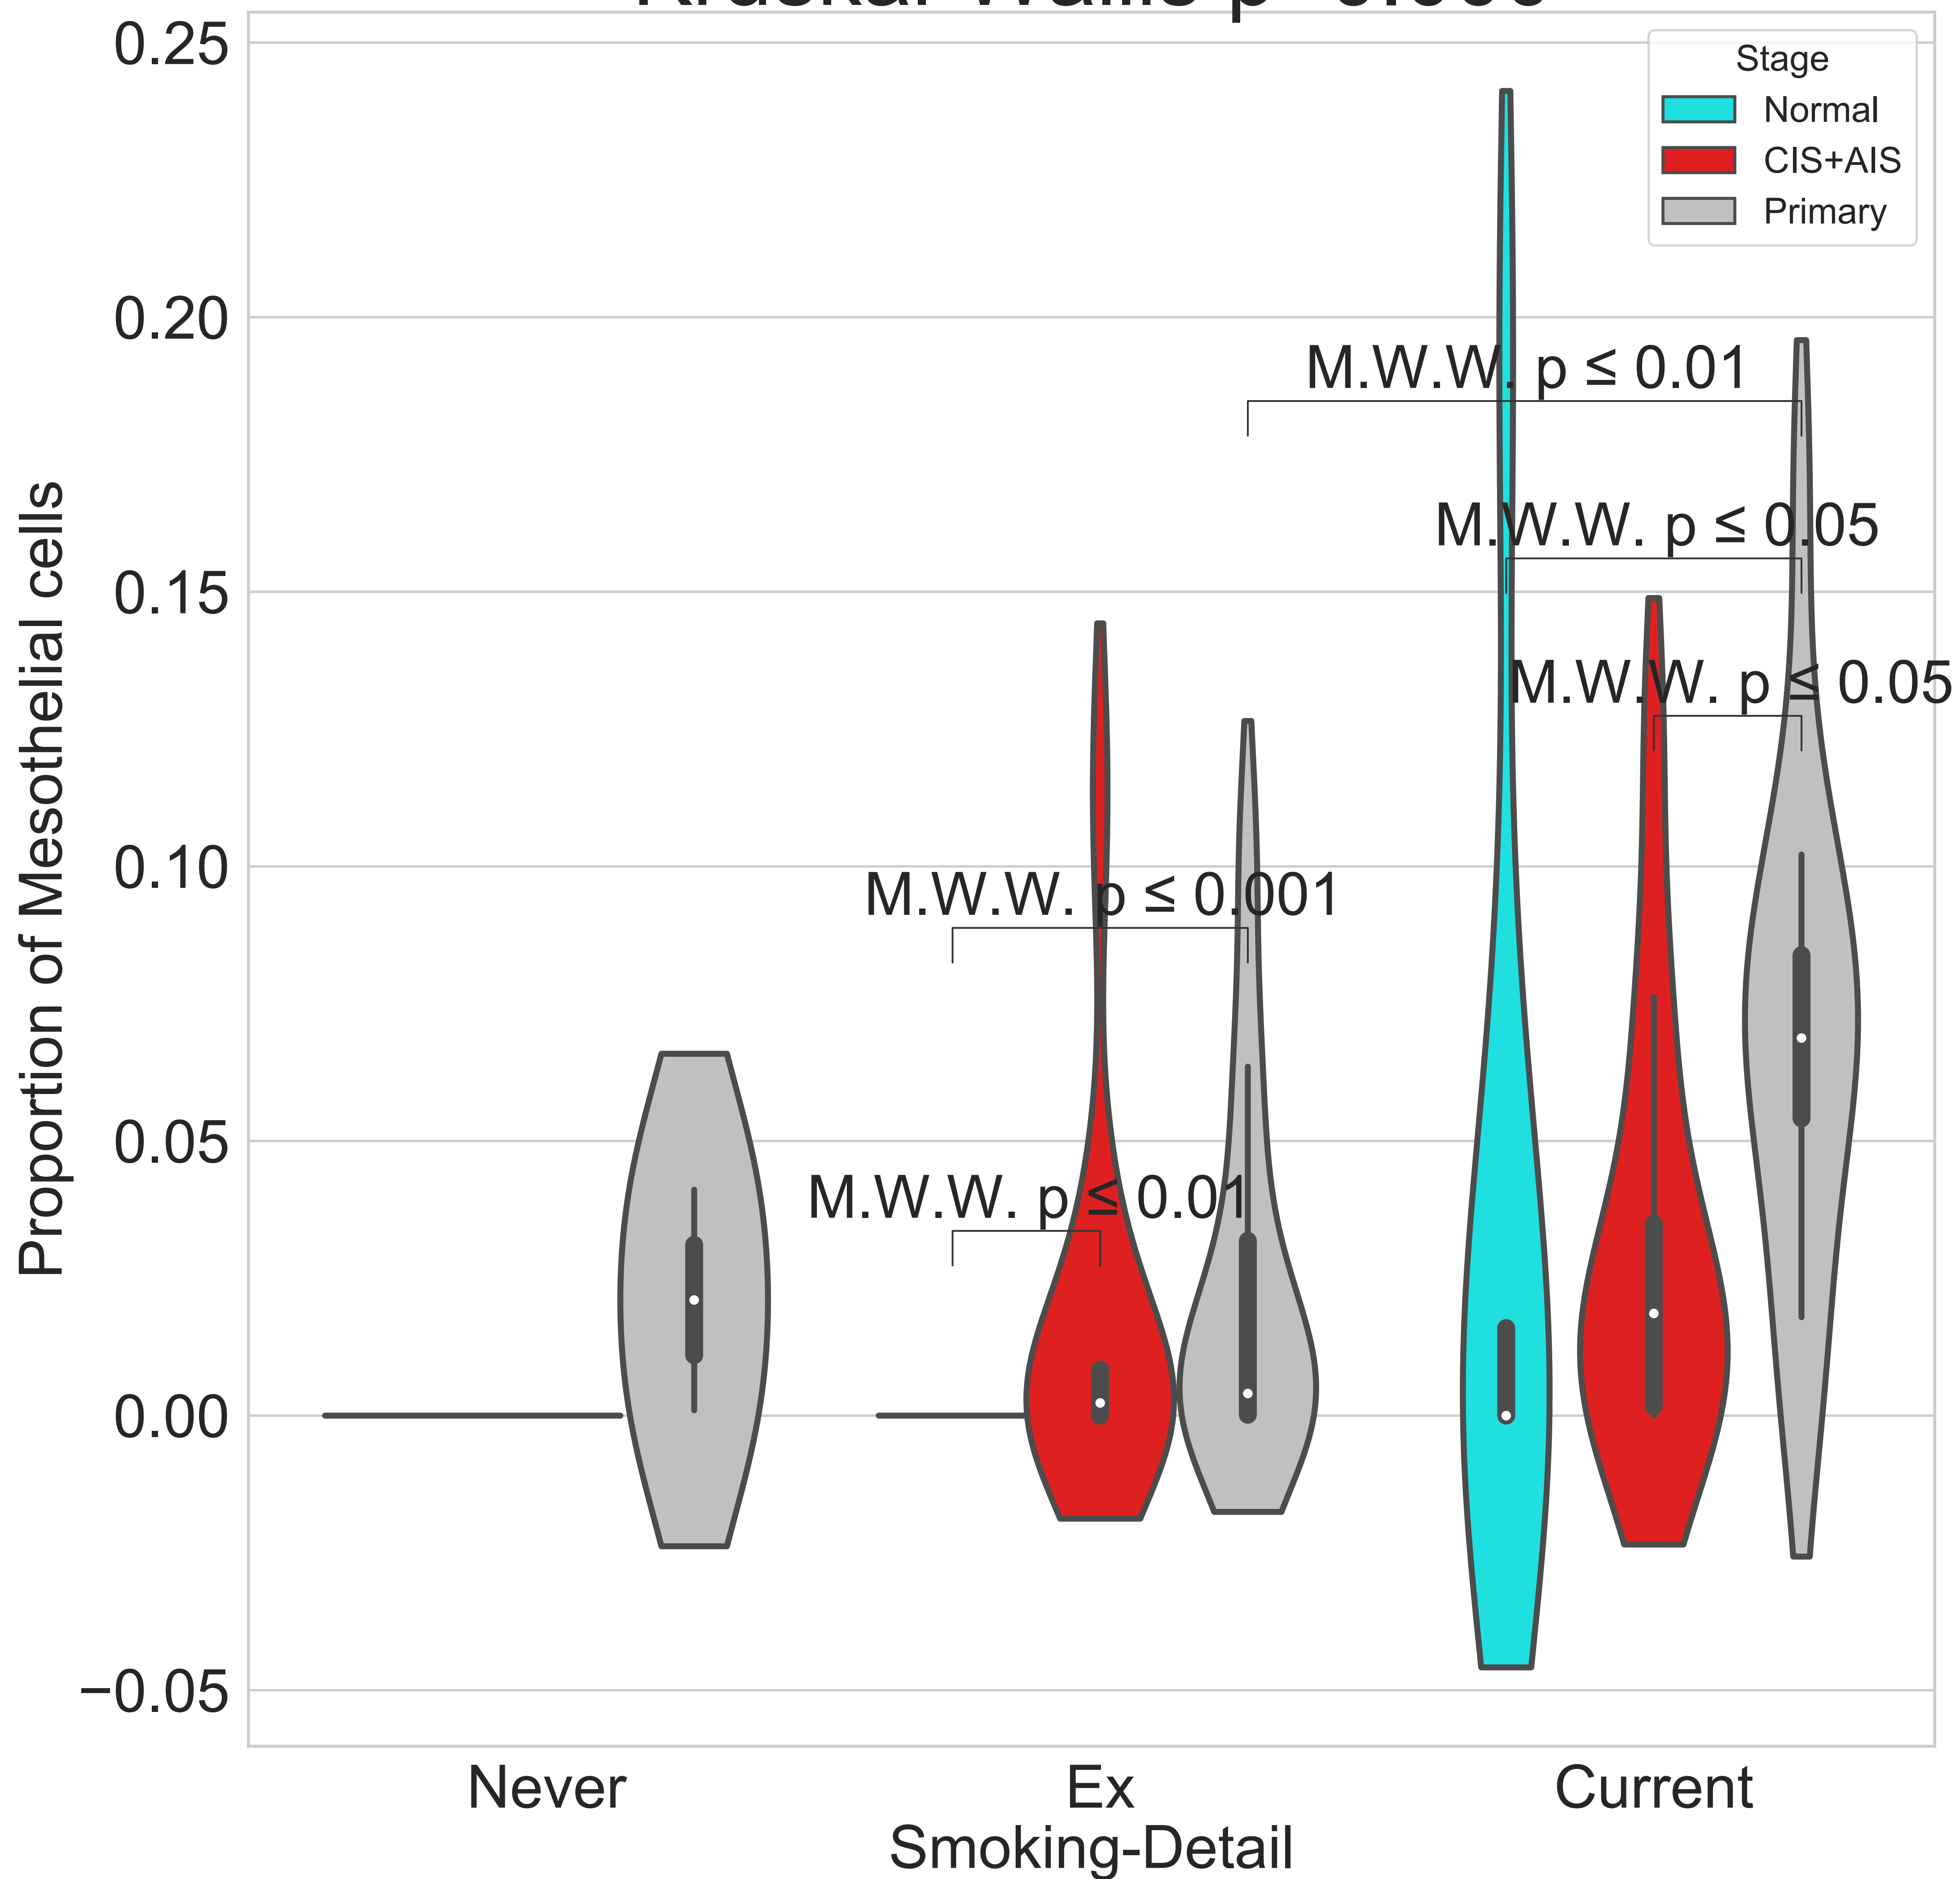 0.25
0.20
0.15
0.10
0.05
0.00
−0.05
Proportion of Mesothelial cells
Stage
Normal
CIS+AIS
Primary
M.W.W. p ≤ 0.01
M.W.W. p ≤ 0.05
M.W.W. p ≤ 0.05
M.W.W. p ≤ 0.001
M.W.W. p ≤ 0.01
Never
Ex
Current
Smoking-Detail